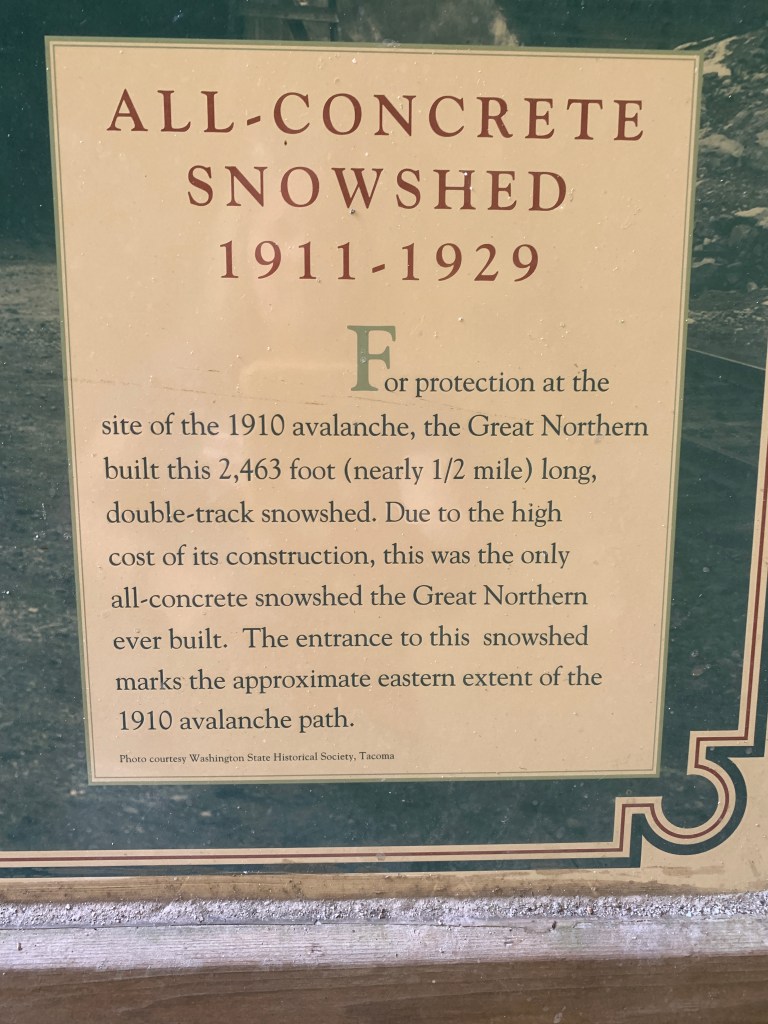 ALL-CONCRETE
SNOWSHED
1911-1929
For protection at the
site of the 1910 avalanche, the Great Northern
built this 2,463 foot (nearly 1/2 mile) long,
double-track snowshed. Due to the high
cost of its construction, this was the only
all-concrete snowshed the Great Northern
ever built. The entrance to this snowshed
marks the approximate eastern extent of the
1910 avalanche path.
Photo courtesy Washington State Historical Society, Tacoma